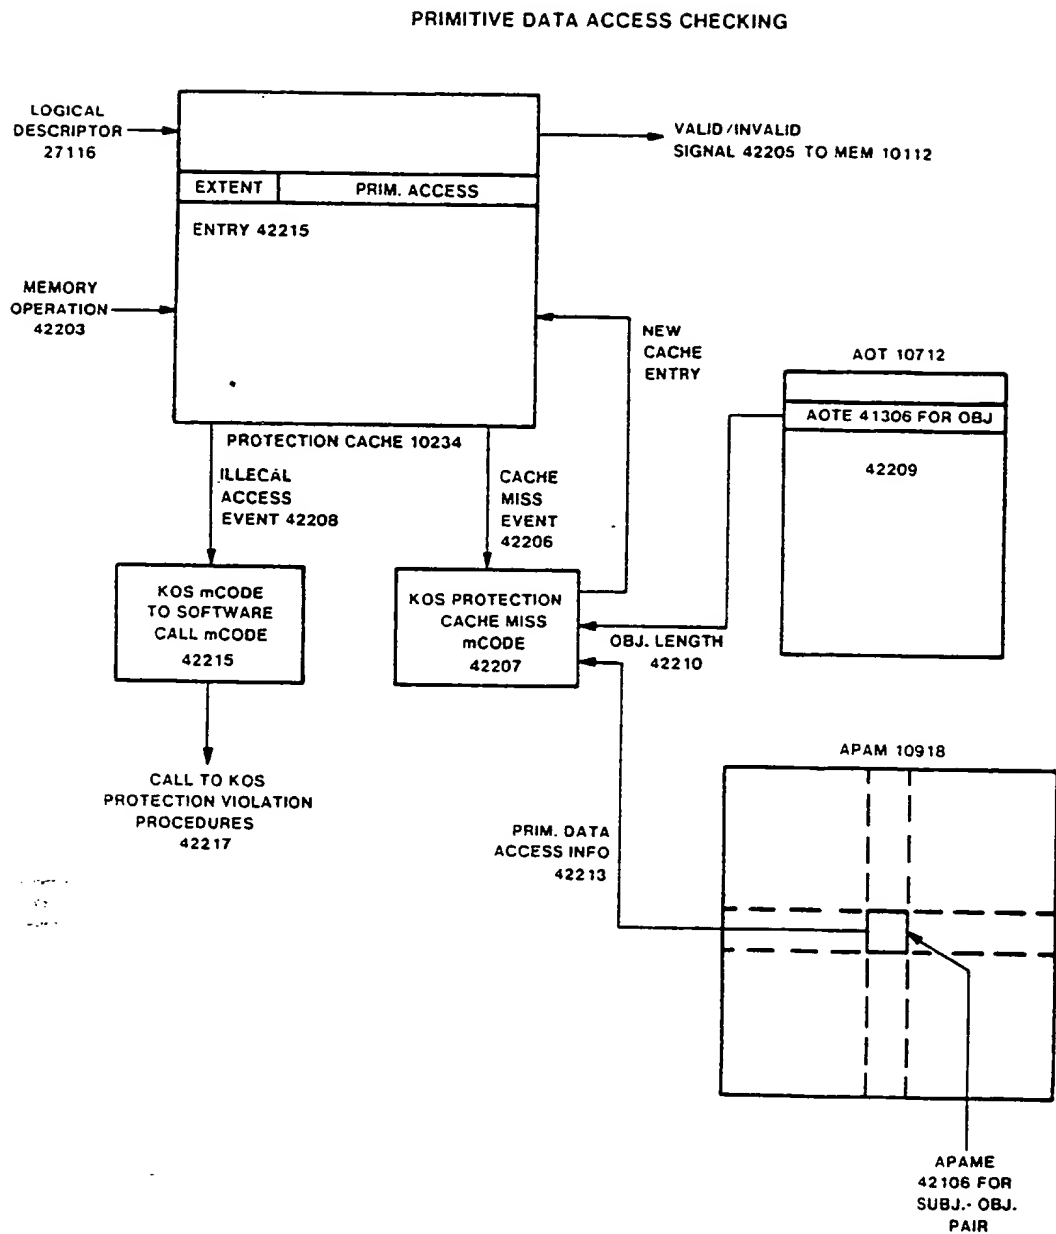 PRIMITIVE DATA ACCESS CHECKING
LOGICAL
DESCRIPTOR
27116
VALID/INVALID
SIGNAL 42205 TO MEM 10112
EXTENT
PRIM. ACCESS
ENTRY 42215
MEMORY
OPERATION
42203
NEW
CACHE
ENTRY
AOT 10712
AOTE 41306 FOR OBJ
42209
PROTECTION CACHE 10234
ILLECAL
ACCESS
EVENT 42208
CACHE
MISS
EVENT
42206
KOS mCODE
TO SOFTWARE
CALL mCODE
42215
KOS PROTECTION
CACHE MISS
mCODE
42207
OBJ. LENGTH
42210
APAM 10918
CALL TO KOS
PROTECTION VIOLATION
PROCEDURES
42217
PRIM. DATA
ACCESS INFO
42213
APAME
42106 FOR
SUBJ.- OBJ.
PAIR